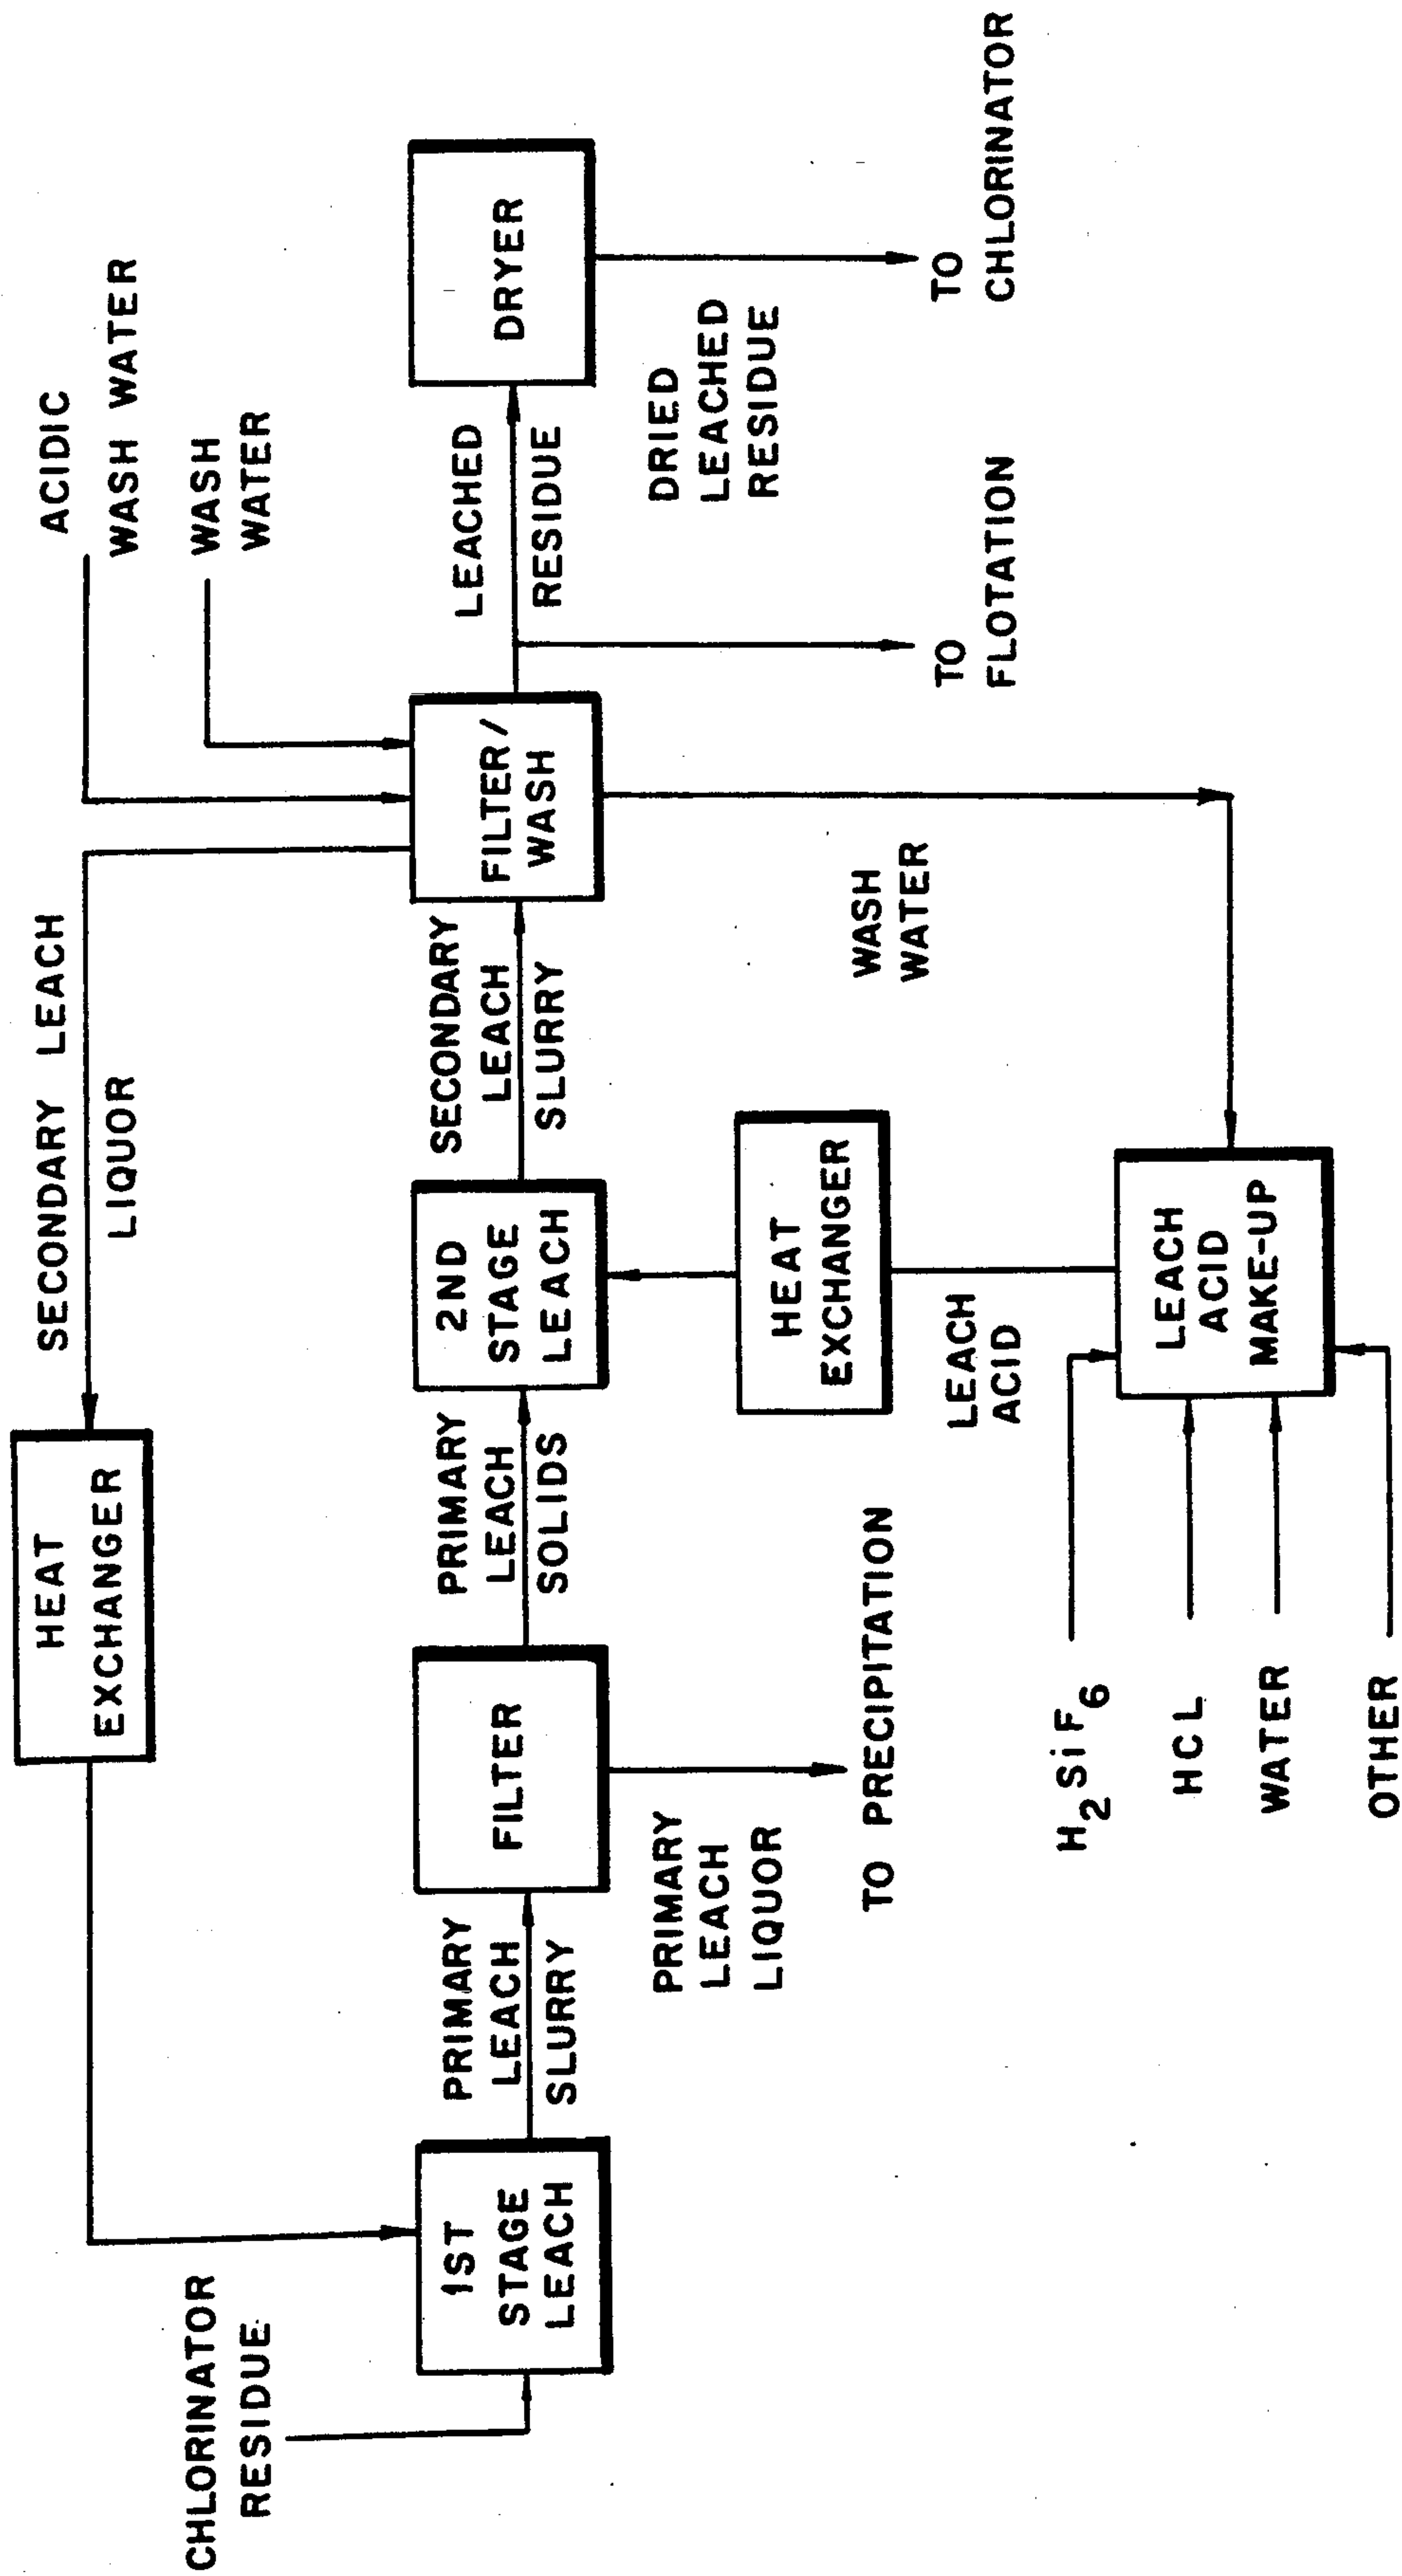 SECONDARY LEACH
LIQUOR
HEAT
EXCHANGER
ACIDIC
WASH WATER
WASH
WATER
CHLORINATOR
RESIDUE
1ST
STAGE
LEACH
PRIMARY
LEACH
SLURRY
FILTER
PRIMARY
LEACH
SOLIDS
2ND
STAGE
LEACH
SECONDARY
LEACH
SLURRY
FILTER/
WASH
LEACHED
RESIDUE
DRYER
PRIMARY
LEACH
LIQUOR
TO PRECIPITATION
HEAT
EXCHANGER
LEACH
ACID
WASH
WATER
DRIED
LEACHED
RESIDUE
TO
FLOTATION
TO
CHLORINATOR
H2SiF6
HCL
WATER
OTHER
LEACH
ACID
MAKE-UP